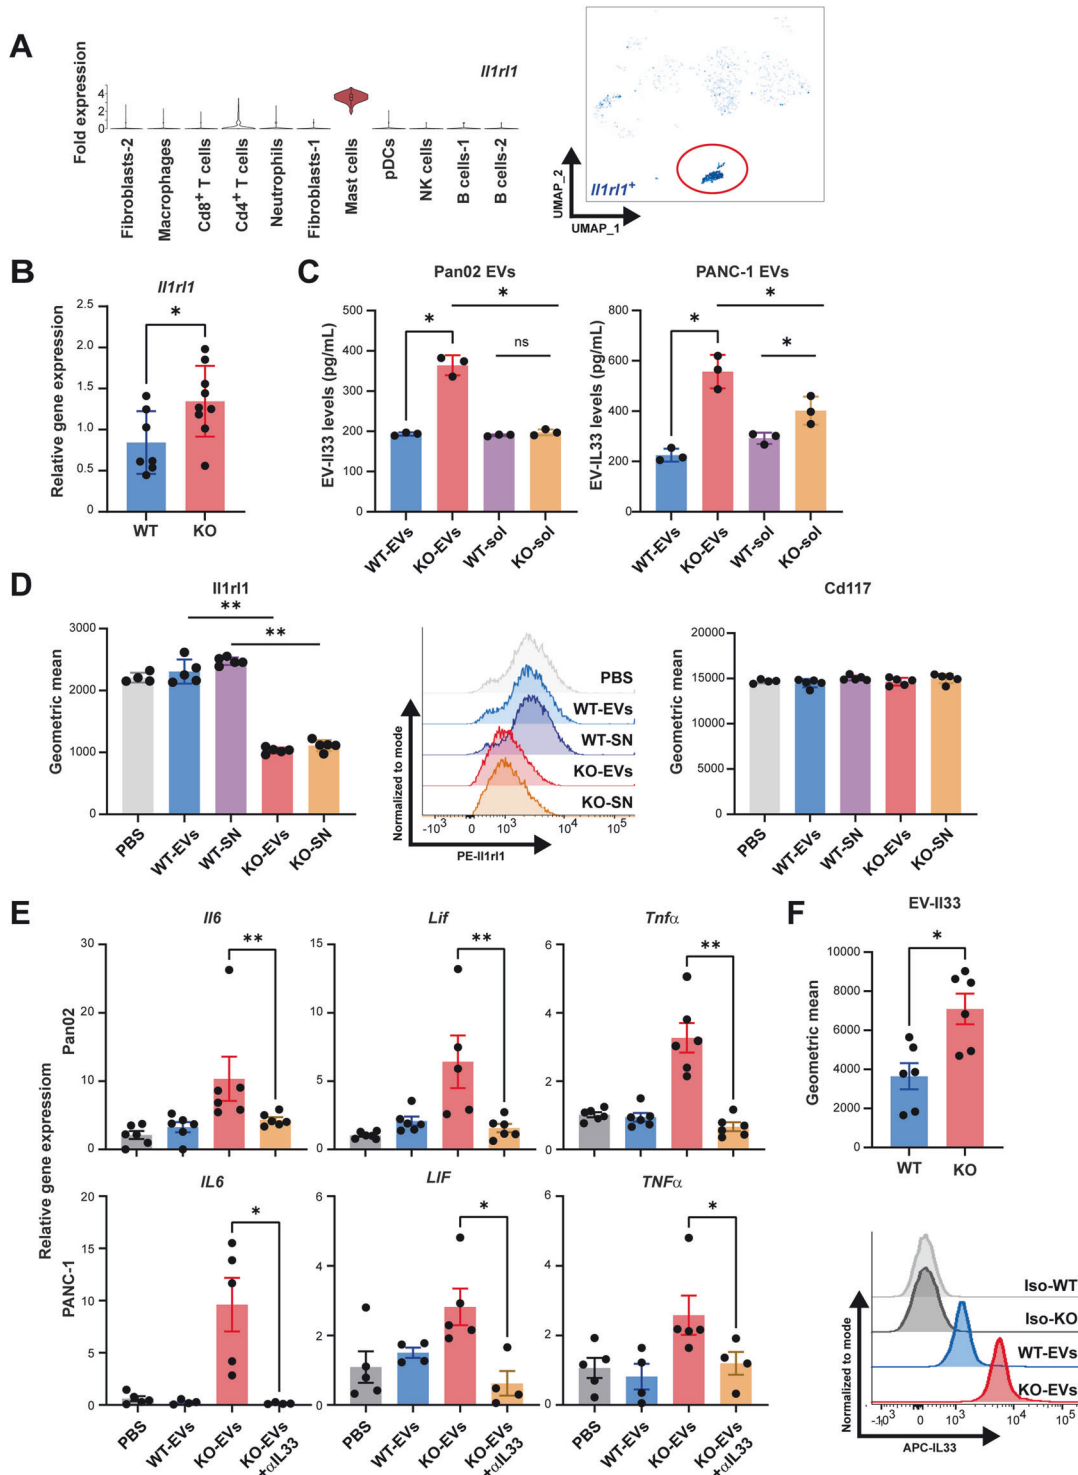 A
Fold expression
4
2
0
Il1rl1
Fibroblasts-2
Macrophages
Cd8+ T cells
Cd4+ T cells
Neutrophils
Fibroblasts-1
Mast cells
pDCs
NK cells
B cells-1
B cells-2
Il1rl1+
UMAP_2
UMAP_1
B
Il1rl1
*
Relative gene expression
2.5
2.0
1.5
1.0
0.5
0
WT
KO
C
Pan02 EVs
*
*
ns
EV-Il33 levels (pg/mL)
500
400
300
200
100
0
WT-EVs
KO-EVs
WT-sol
KO-sol
PANC-1 EVs
*
*
*
EV-IL33 levels (pg/mL)
800
600
400
200
0
WT-EVs
KO-EVs
WT-sol
KO-sol
D
Il1rl1
**
**
Geometric mean
3000
2000
1000
0
PBS
WT-EVs
WT-SN
KO-EVs
KO-SN
Normalized to mode
PBS
WT-EVs
WT-SN
KO-EVs
KO-SN
-10³ 0 10³ 10⁴ 10⁵
PE-Il1rl1
Cd117
Geometric mean
20000
15000
10000
5000
0
PBS
WT-EVs
WT-SN
KO-EVs
KO-SN
E
Relative gene expressiom
Pan02
Il6
**
30
20
10
0
Lif
**
15
10
5
0
Tnfα
**
6
4
2
0
PANC-1
IL6
*
20
15
10
5
0
PBS
WT-EVs
KO-EVs
KO-EVs
+αIL33
LIF
*
6
4
2
0
PBS
WT-EVs
KO-EVs
KO-EVs
+αIL33
TNFα
*
6
4
2
0
PBS
WT-EVs
KO-EVs
KO-EVs
+αIL33
F
EV-Il33
*
Geometric mean
10000
8000
6000
4000
2000
0
WT
KO
Normalized to mode
Iso-WT
Iso-KO
WT-EVs
KO-EVs
-10³ 0 10³ 10⁴ 10⁵
APC-IL33